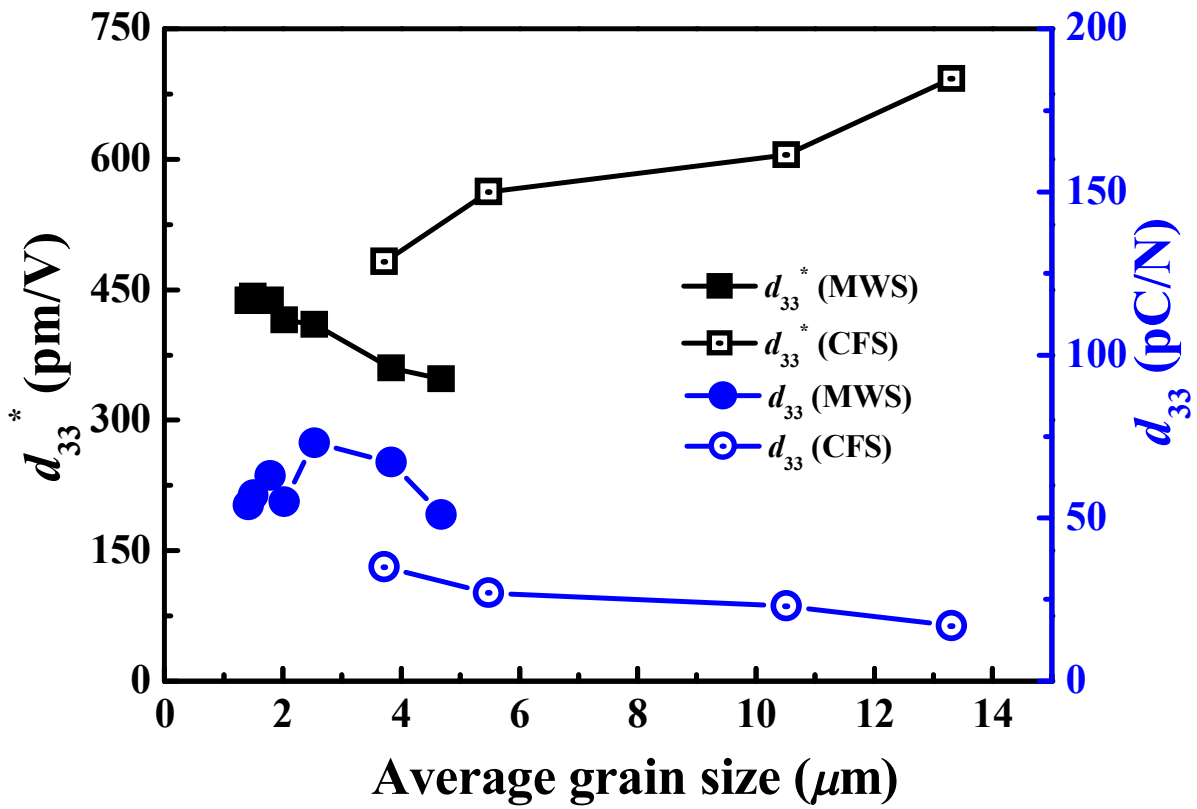 750
600
450
300
150
0
d₃₃* (pm/V)
200
150
100
50
0
d₃₃ (pC/N)
d₃₃* (MWS)
d₃₃* (CFS)
d₃₃ (MWS)
d₃₃ (CFS)
0 2 4 6 8 10 12 14
Average grain size (μm)